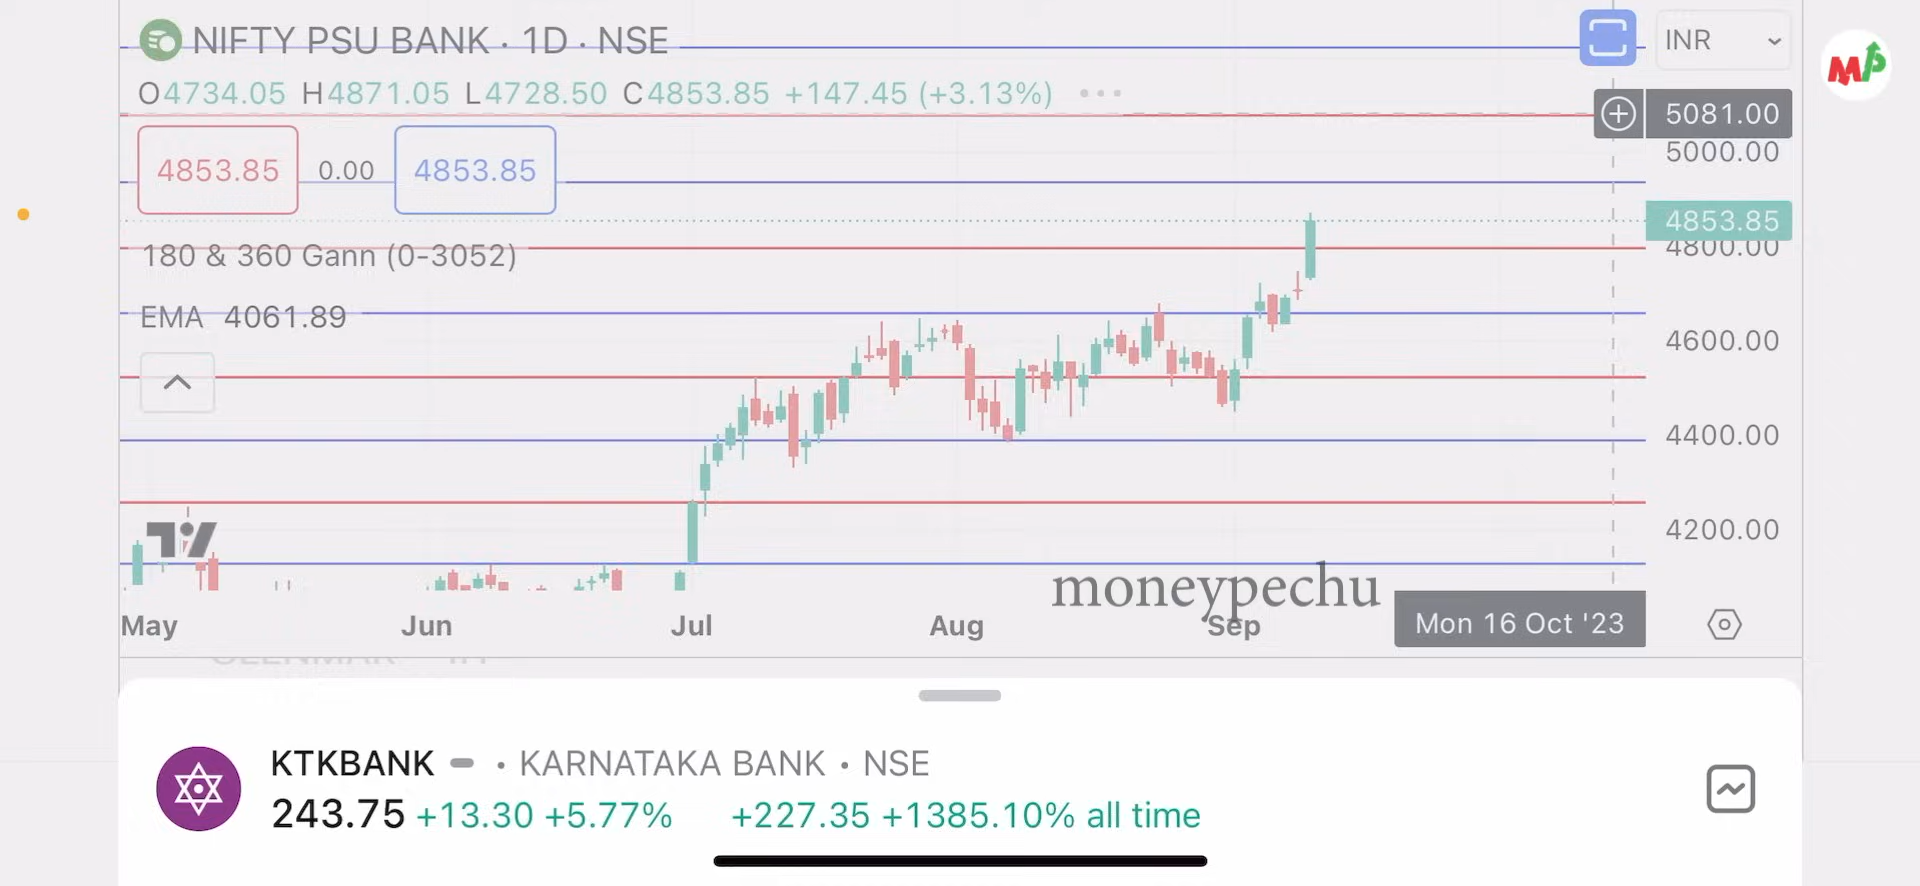 NIFTY PSU BANK · 1D · NSE
INR
MP
O4734.05 H4871.05 L4728.50 C4853.85 +147.45 (+3.13%)
5081.00
5000.00
4853.85 0.00 4853.85
4853.85
4800.00
180 & 360 Gann (0-3052)
EMA 4061.89
4600.00
4400.00
4200.00
moneypechu
May Jun Jul Aug Sep Mon 16 Oct '23
KTKBANK · KARNATAKA BANK · NSE
243.75 +13.30 +5.77% +227.35 +1385.10% all time